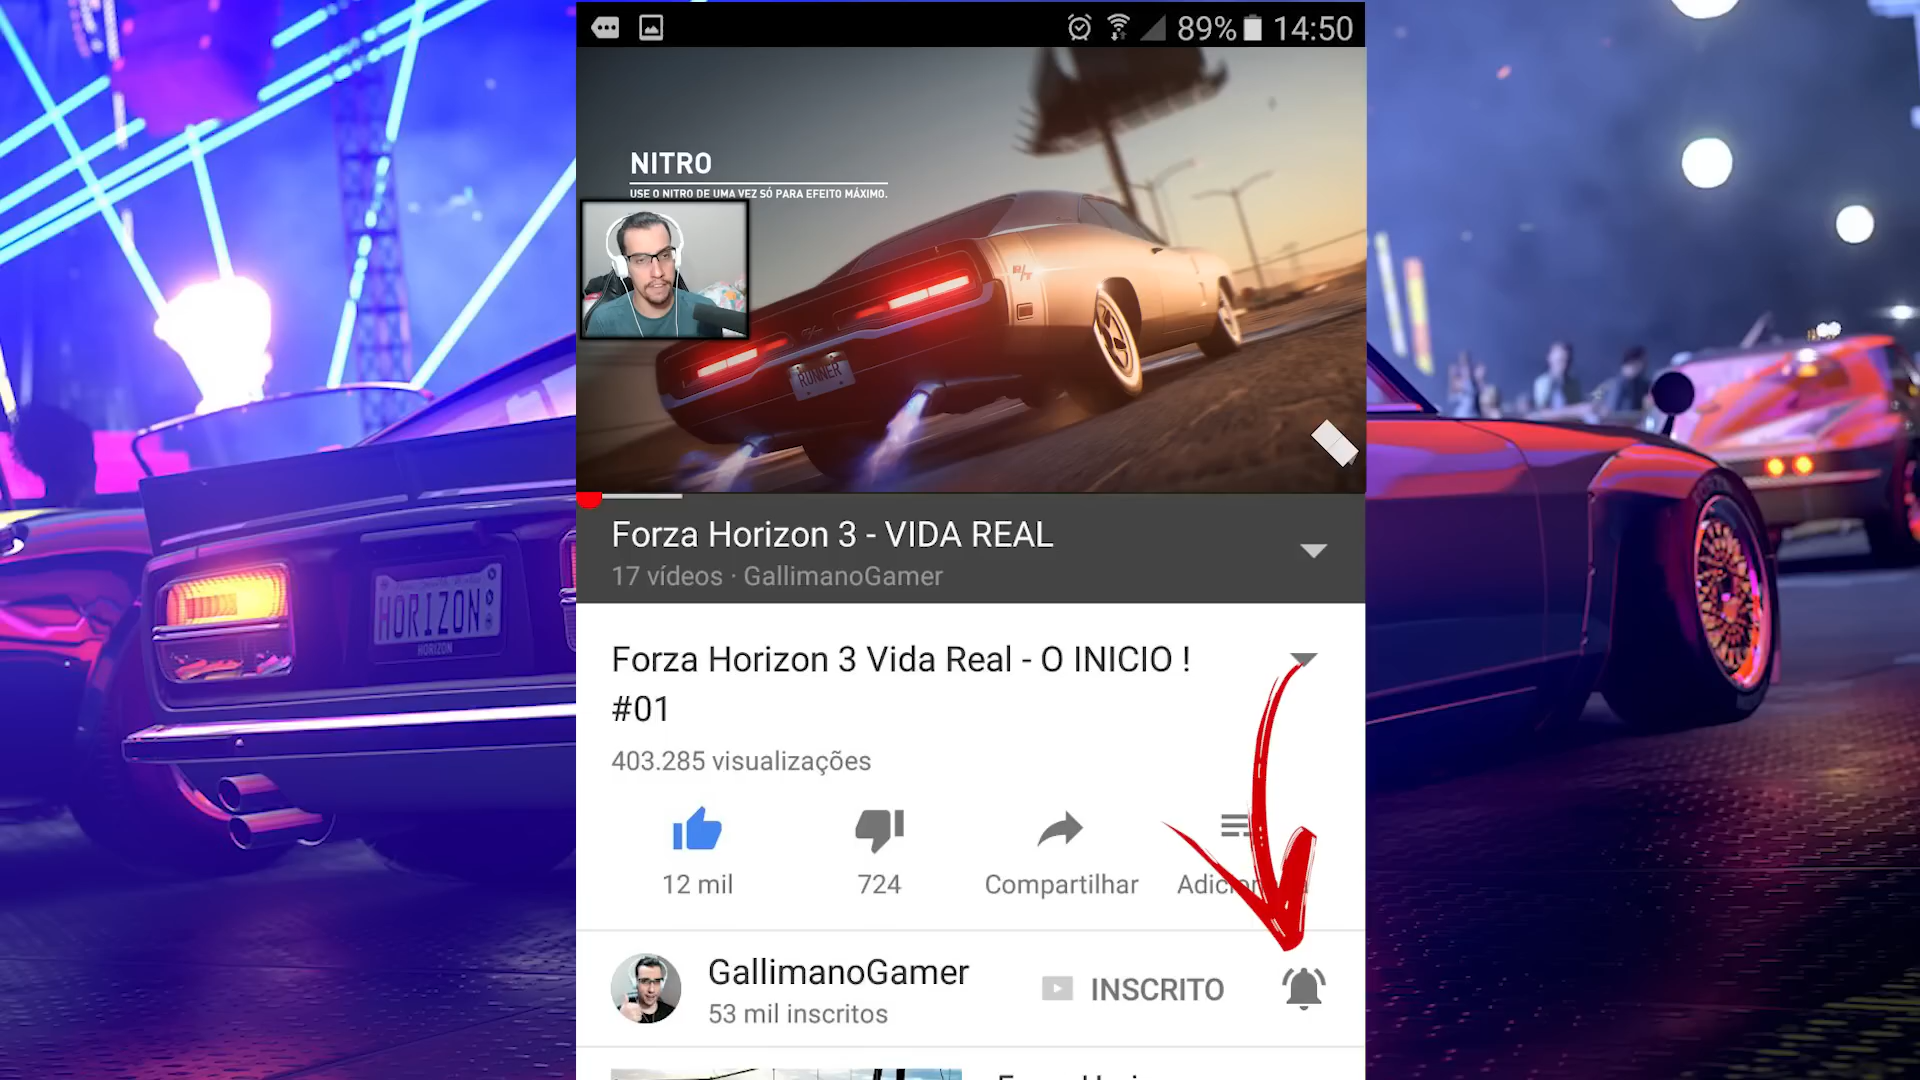 89% 14:50
NITRO
USE O NITRO DE UMA VEZ SÓ PARA EFEITO MÁXIMO.
R/T
RUNNER
Forza Horizon 3 - VIDA REAL
17 vídeos · GallimanoGamer
Forza Horizon 3 Vida Real - O INICIO !
#01
403.285 visualizações
12 mil
724
Compartilhar
GallimanoGamer
INSCRITO
53 mil inscritos
HORIZON
HORIZON